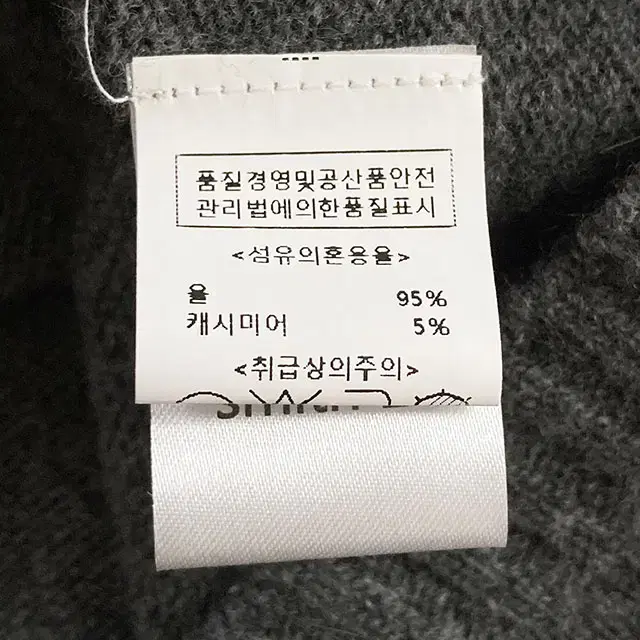 품질경영및공산품안전
관리법에의한품질표시
<섬유의혼용율>
울 95%
캐시미어 5%
<취급상의주의>